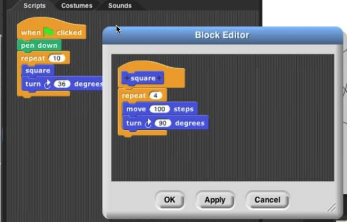 Scripts Costumes Sounds
when clicked
pen down
repeat 10
square
turn 36 degrees
Block Editor
square
repeat 4
move 100 steps
turn 90 degrees
OK Apply Cancel